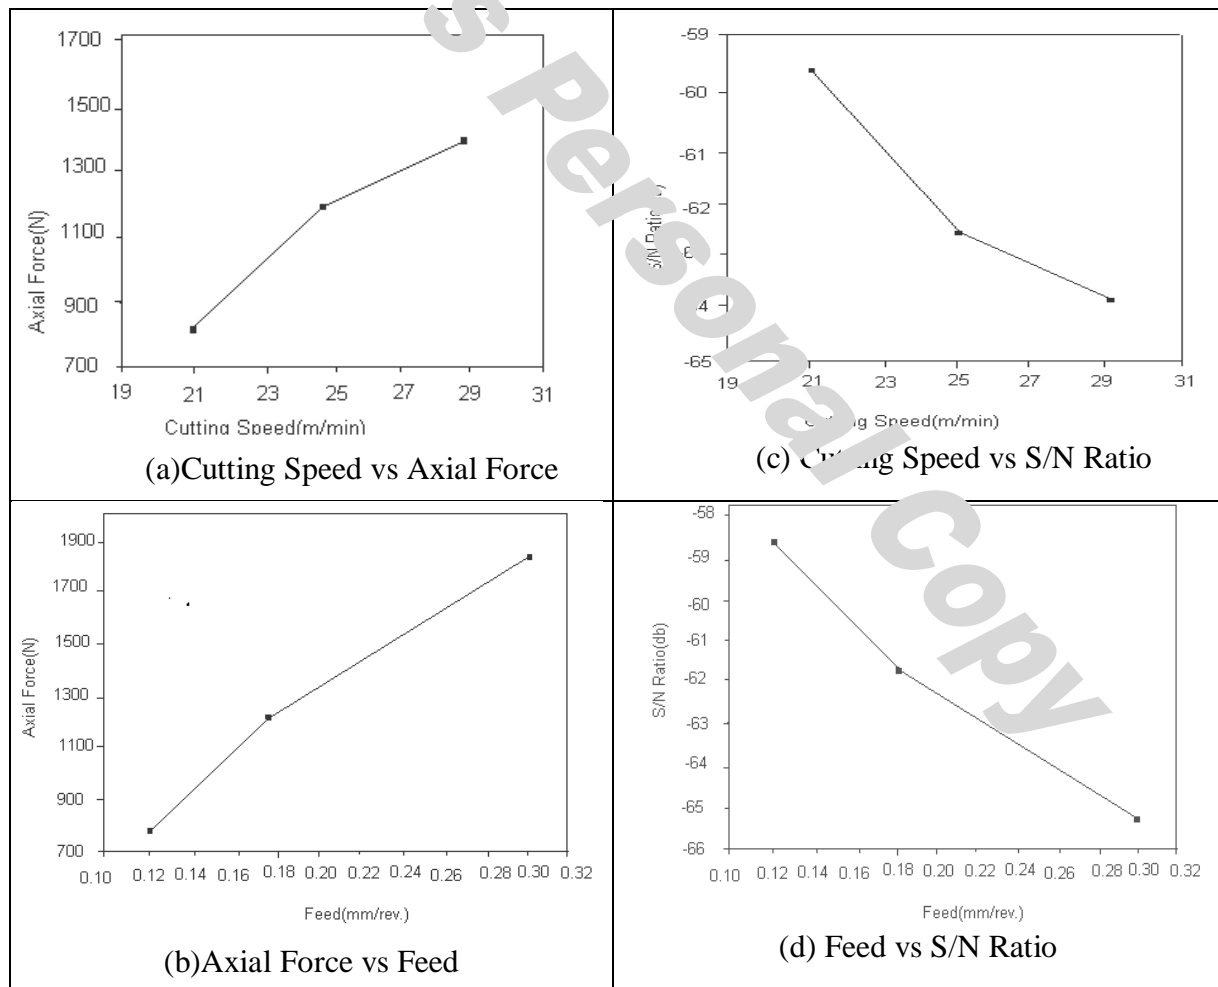 s Personal Copy
1700
1500
1300
1100
900
700
19 21 23 25 27 29 31
Axial Force(N)
Cutting Speed(m/min)
(a)Cutting Speed vs Axial Force
-59
-60
-61
-62
-65
19 21 23 25 27 29 31
S/N Ratio
Cutting Speed(m/min)
(c) Cutting Speed vs S/N Ratio
1900
1700
1500
1300
1100
900
700
0.10 0.12 0.14 0.16 0.18 0.20 0.22 0.24 0.26 0.28 0.30 0.32
Axial Force(N)
Feed(mm/rev.)
(b)Axial Force vs Feed
-58
-59
-60
-61
-62
-63
-64
-65
-66
0.10 0.12 0.14 0.16 0.18 0.20 0.22 0.24 0.26 0.28 0.30 0.32
S/N Ratio(db)
Feed(mm/rev.)
(d) Feed vs S/N Ratio